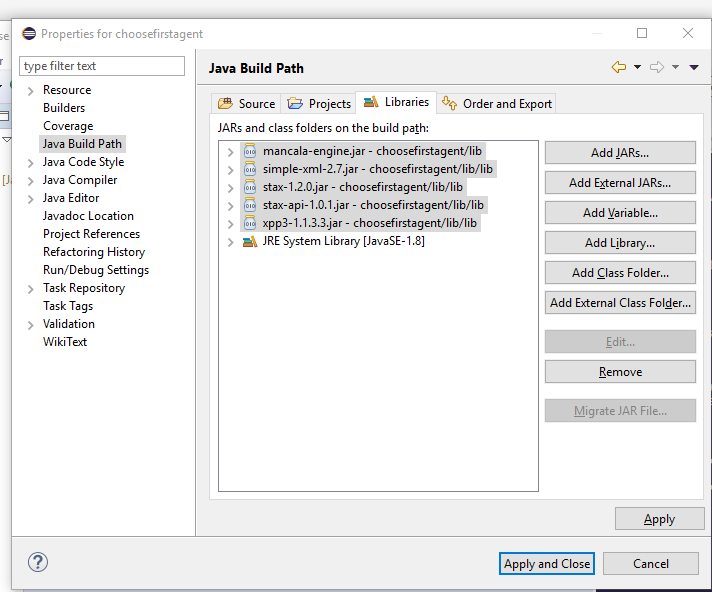 Properties for choosefirstagent
type filter text
Java Build Path
Resource
Builders
Coverage
Java Build Path
Java Code Style
Java Compiler
Java Editor
Javadoc Location
Project References
Refactoring History
Run/Debug Settings
Task Repository
Task Tags
Validation
WikiText
Source Projects Libraries Order and Export
JARs and class folders on the build path:
mancala-engine.jar - choosefirstagent/lib
simple-xml-2.7.jar - choosefirstagent/lib/lib
stax-1.2.0.jar - choosefirstagent/lib/lib
stax-api-1.0.1.jar - choosefirstagent/lib/lib
xpp3-1.1.3.3.jar - choosefirstagent/lib/lib
JRE System Library [JavaSE-1.8]
Add JARs...
Add External JARs...
Add Variable...
Add Library...
Add Class Folder...
Add External Class Folder...
Edit...
Remove
Migrate JAR File...
Apply
?
Apply and Close Cancel